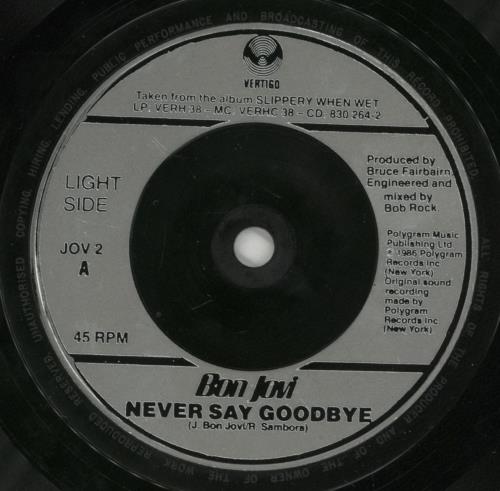 UNAUTHORISED COPYING, HIRING, LENDING, PUBLIC PERFORMANCE AND BROADCASTING OF THIS RECORD PROHIBITED.
ALL RIGHTS OF THE PRODUCER AND OF THE OWNER OF THE WORK REPRODUCED RESERVED
VERTIGO
Taken from the album SLIPPERY WHEN WET
LP. VERH 38 - MC. VERHC 38 - CD. 830 264-2
LIGHT
SIDE
JOV 2
A
45 RPM
Produced by
Bruce Fairbairn.
Engineered and
mixed by
Bob Rock.
Polygram Music
Publishing Ltd.
℗ 1986 Polygram
Records Inc
(New York)
Original sound
recording
made by
Polygram
Records Inc
(New York)
Bon Jovi
NEVER SAY GOODBYE
(J. Bon Jovi/R. Sambora)